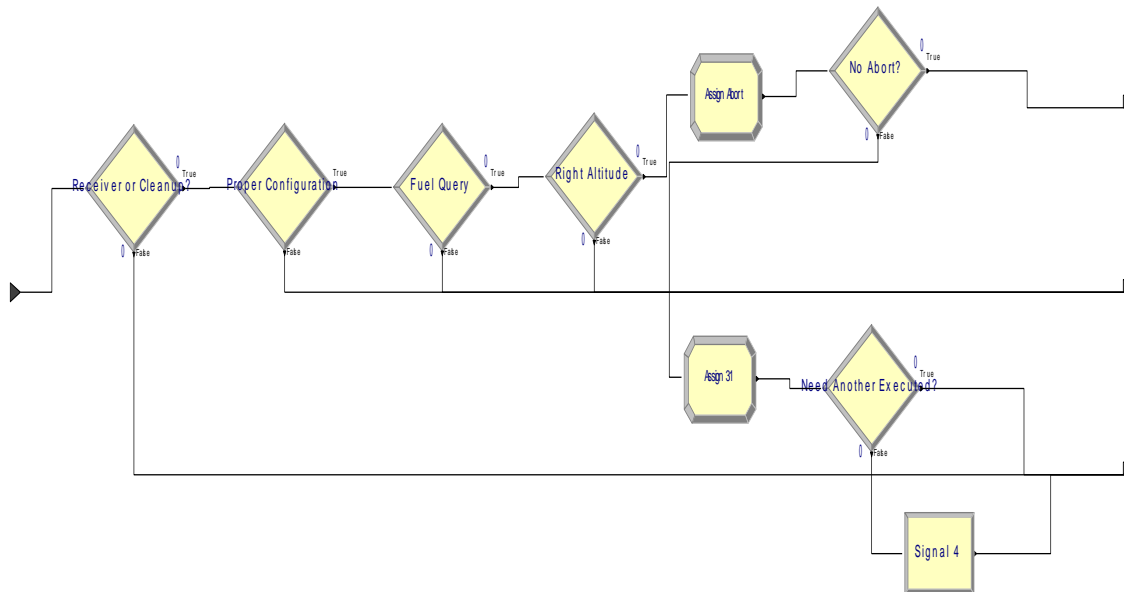 0
No Abort?
True
Assign Abort
0
False
0
Receiver or Cleanup?
True
0
False
Proper Configuration
True
False
0
Fuel Query
True
0
False
0
Right Altitude
True
0
False
Assign 31
0
Need Another Executed?
True
0
False
Signal 4